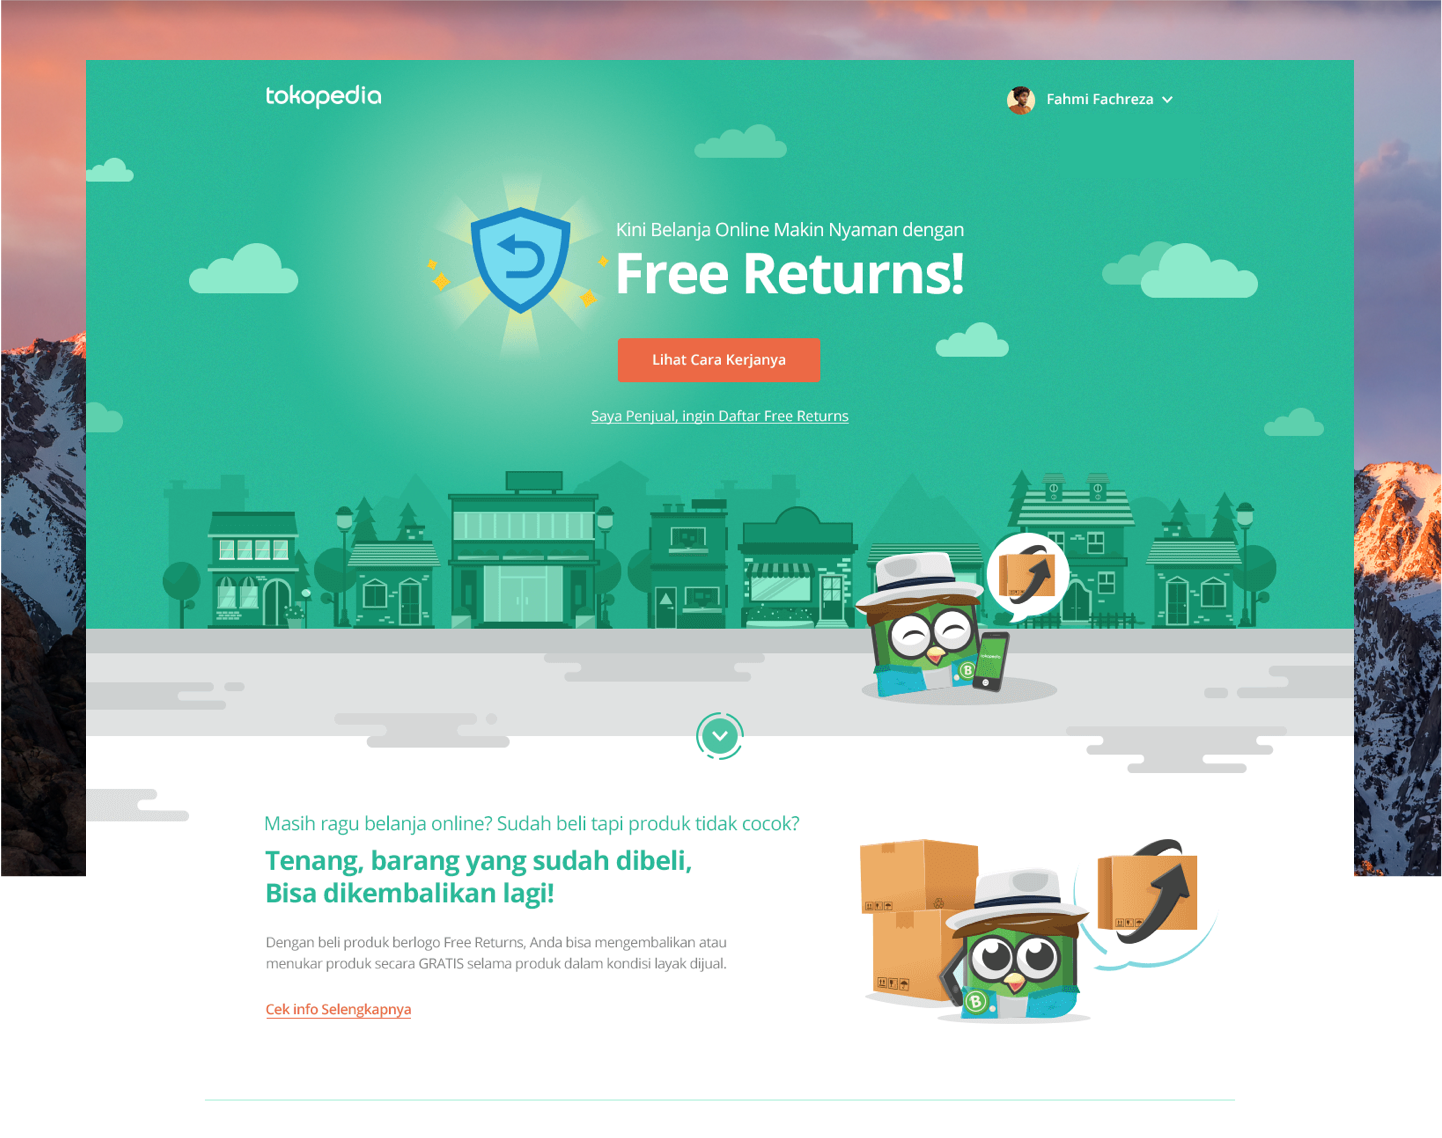 tokopedia
Fahmi Fachreza
Kini Belanja Online Makin Nyaman dengan
Free Returns!
Lihat Cara Kerjanya
Saya Penjual, ingin Daftar Free Returns
tokopedia
B
Masih ragu belanja online? Sudah beli tapi produk tidak cocok?
Tenang, barang yang sudah dibeli,
Bisa dikembalikan lagi!
Dengan beli produk berlogo Free Returns, Anda bisa mengembalikan atau
menukar produk secara GRATIS selama produk dalam kondisi layak dijual.
Cek info Selengkapnya
B